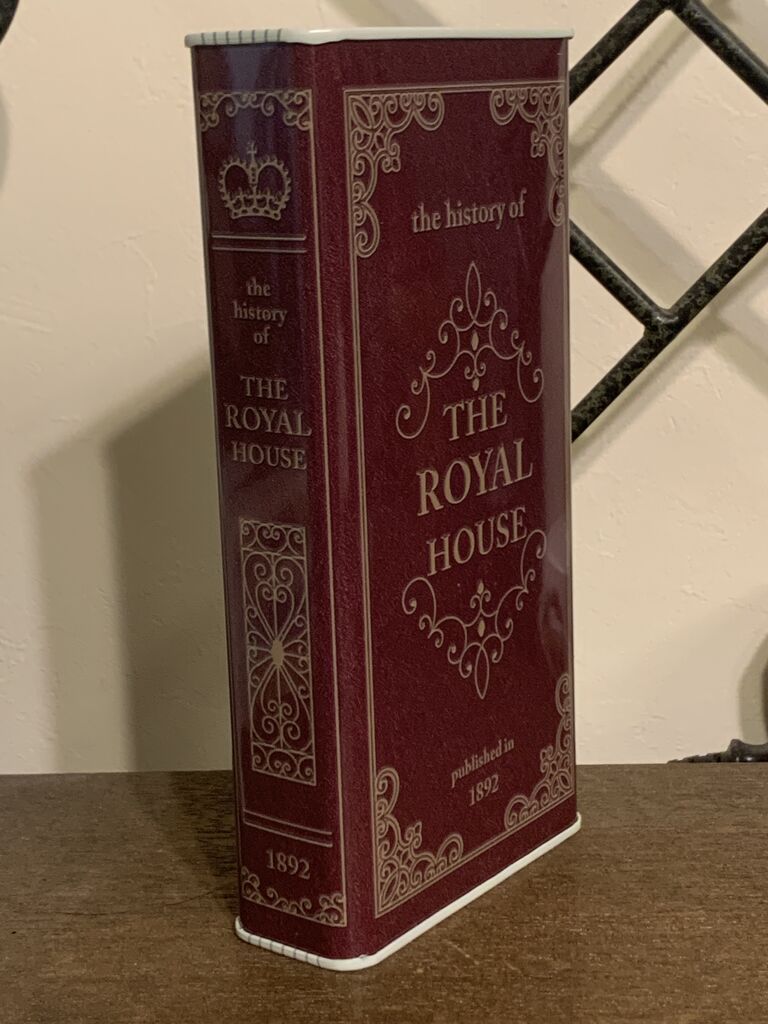 the
history
of
THE
ROYAL
HOUSE
1892
the history of
THE
ROYAL
HOUSE
published in
1892